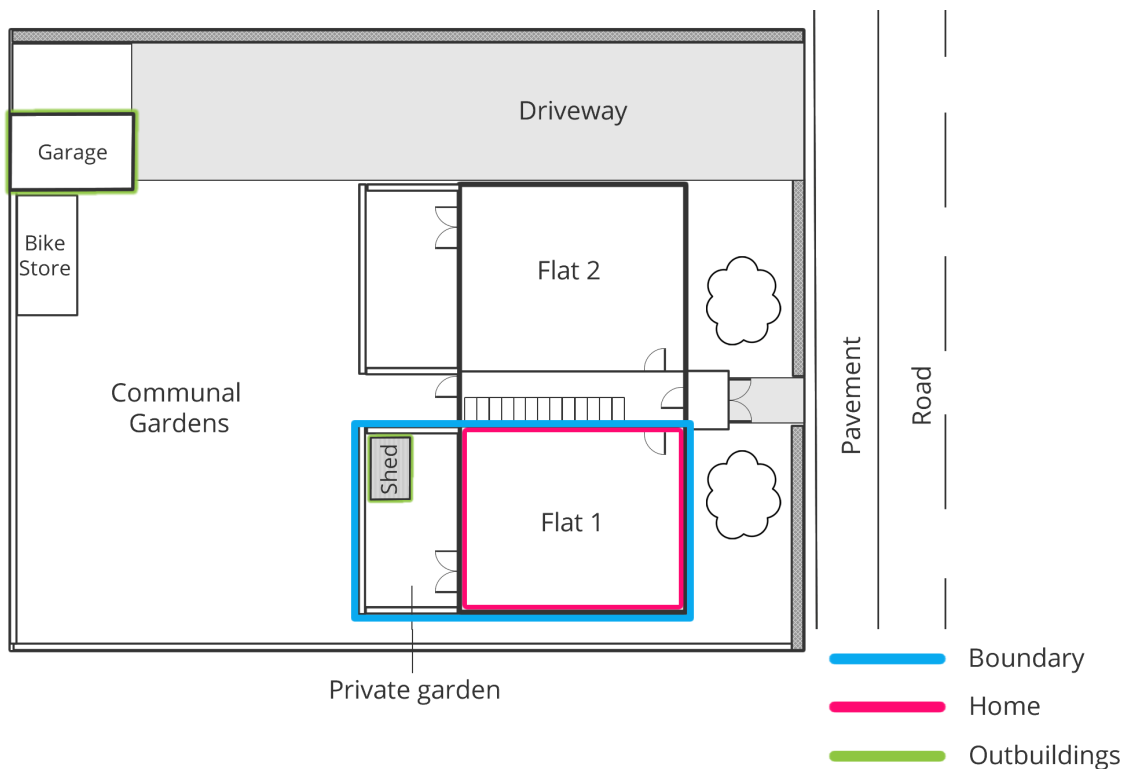 Driveway
Garage
Bike
Store
Flat 2
Communal
Gardens
Pavement
Road
Shed
Flat 1
Private garden
Boundary
Home
Outbuildings